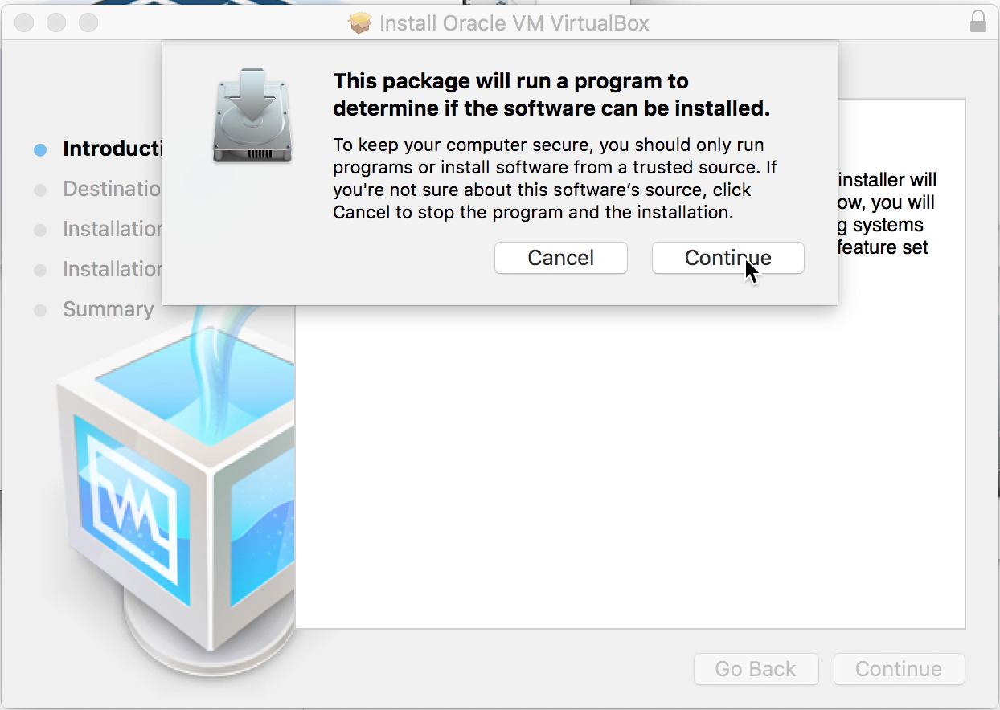 Install Oracle VM VirtualBox
This package will run a program to
determine if the software can be installed.
To keep your computer secure, you should only run
programs or install software from a trusted source. If
you're not sure about this software's source, click
Cancel to stop the program and the installation.
Cancel
Continue
Introducti
Destinatio
Installation
Installation
Summary
installer will
ow, you will
g systems
feature set
Go Back
Continue